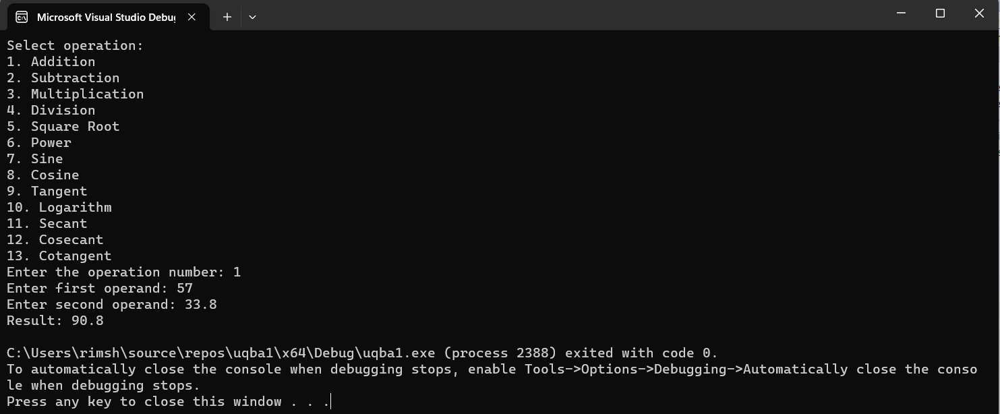 Microsoft Visual Studio Debug
Select operation:
1. Addition
2. Subtraction
3. Multiplication
4. Division
5. Square Root
6. Power
7. Sine
8. Cosine
9. Tangent
10. Logarithm
11. Secant
12. Cosecant
13. Cotangent
Enter the operation number: 1
Enter first operand: 57
Enter second operand: 33.8
Result: 90.8
C:\Users\rimsh\source\repos\uqba1\x64\Debug\uqba1.exe (process 2388) exited with code 0.
To automatically close the console when debugging stops, enable Tools->Options->Debugging->Automatically close the conso
le when debugging stops.
Press any key to close this window . . .